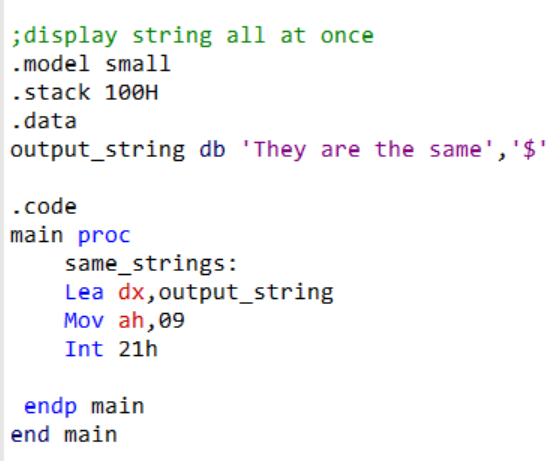 ;display string all at once
.model small
.stack 100H
.data
output_string db 'They are the same','$'
.code
main proc
same_strings:
Lea dx,output_string
Mov ah,09
Int 21h
endp main
end main